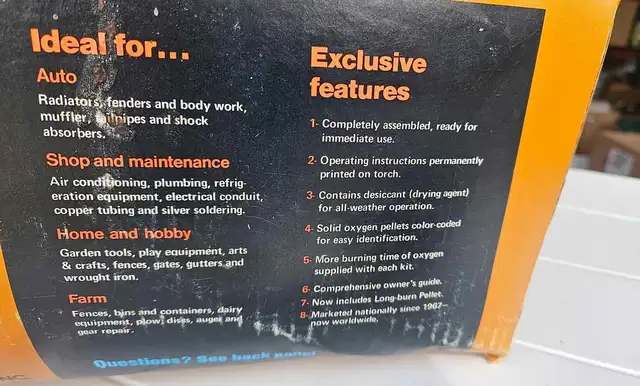 Ideal for...
Auto
Radiators, fenders and body work,
muffler, tailpipes and shock
absorbers.
Shop and maintenance
Air conditioning, plumbing, refrig-
eration equipment, electrical conduit,
copper tubing and silver soldering.
Home and hobby
Garden tools, play equipment, arts
& crafts, fences, gates, gutters and
wrought iron.
Farm
Fences, bins and containers, dairy
equipment, plow discs, auger and
gear repair.
Exclusive
features
1- Completely assembled, ready for
immediate use.
2- Operating instructions permanently
printed on torch.
3- Contains desiccant (drying agent)
for all-weather operation.
4- Solid oxygen pellets color-coded
for easy identification.
5- More burning time of oxygen
supplied with each kit.
6- Comprehensive owner's guide.
7- Now includes Long-burn Pellet.
8- Marketed nationally since 1967–
now worldwide.
Questions? See back panel
NC